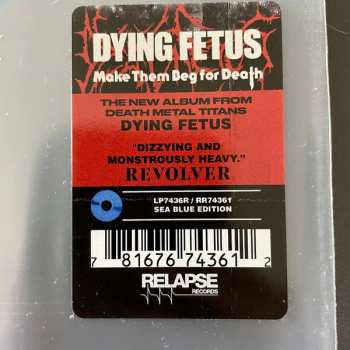 DYING FETUS
Make Them Beg for Death
THE NEW ALBUM FROM
DEATH METAL TITANS
DYING FETUS
"DIZZYING AND
MONSTROUSLY HEAVY."
REVOLVER
LP7436R / RR74361
SEA BLUE EDITION
7 81676 74361 2
RELAPSE
RECORDS